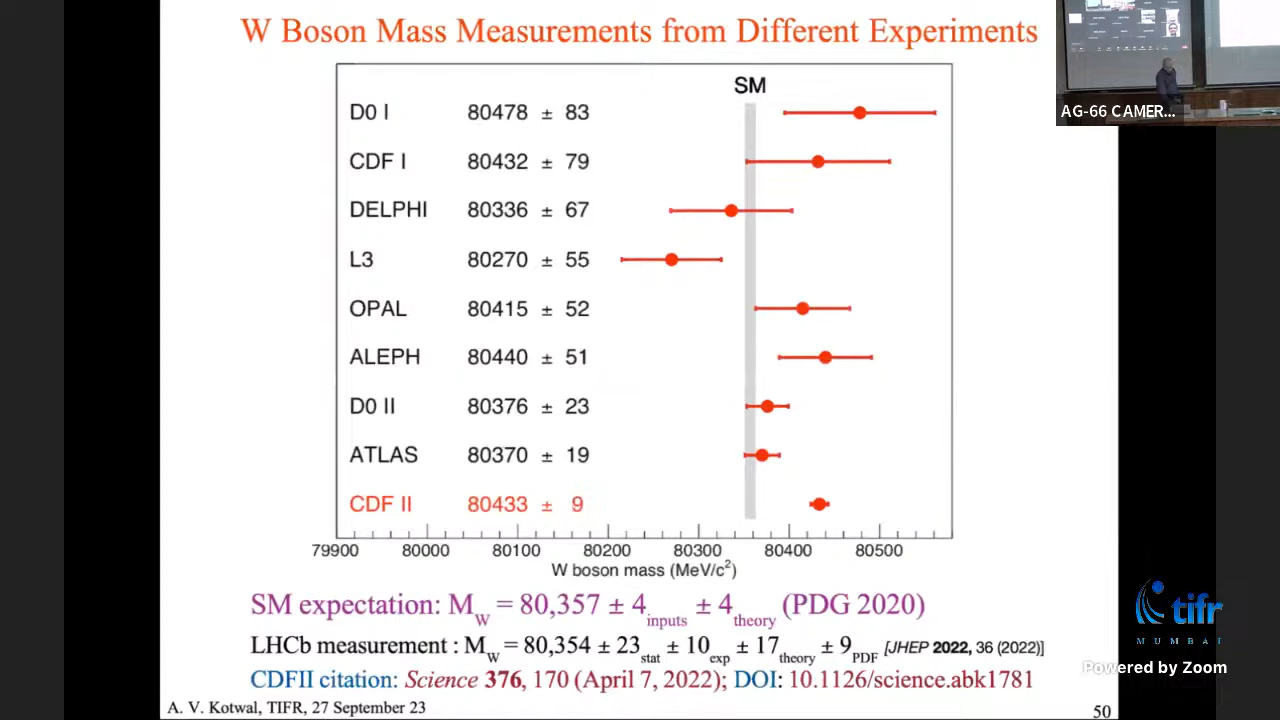 W Boson Mass Measurements from Different Experiments
AG-66 CAMER...
SM
D0 I 80478 ± 83
CDF I 80432 ± 79
DELPHI 80336 ± 67
L3 80270 ± 55
OPAL 80415 ± 52
ALEPH 80440 ± 51
D0 II 80376 ± 23
ATLAS 80370 ± 19
CDF II 80433 ± 9
79900 80000 80100 80200 80300 80400 80500
W boson mass (MeV/c²)
SM expectation: M_W = 80,357 ± 4_inputs ± 4_theory (PDG 2020)
LHCb measurement : M_W = 80,354 ± 23_stat ± 10_exp ± 17_theory ± 9_PDF [JHEP 2022, 36 (2022)]
CDFII citation: Science 376, 170 (April 7, 2022); DOI: 10.1126/science.abk1781
A. V. Kotwal, TIFR, 27 September 23
50
tifr
MUMBAI
Powered by Zoom